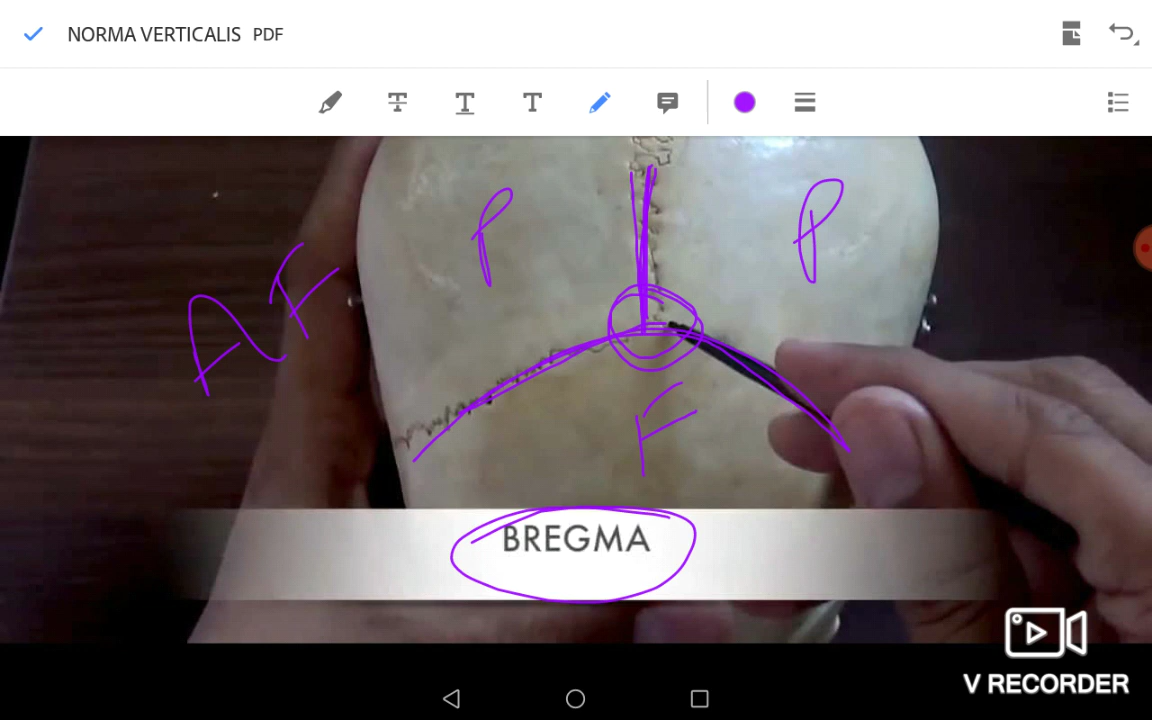 NORMA VERTICALIS PDF
T T T
P P
AF
F
BREGMA
V RECORDER